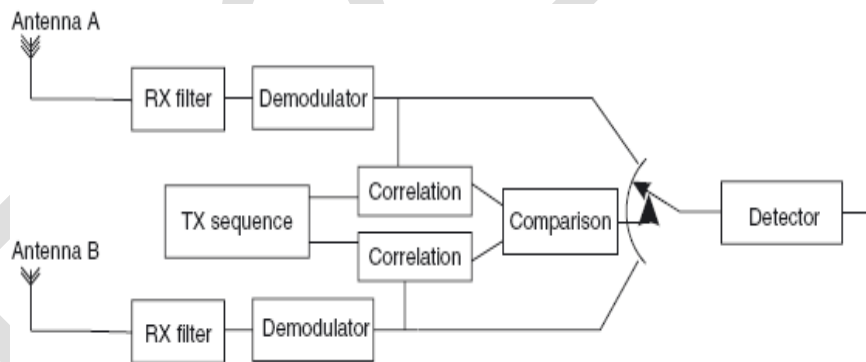 Antenna A
RX filter
Demodulator
Correlation
TX sequence
Comparison
Detector
Correlation
Antenna B
RX filter
Demodulator